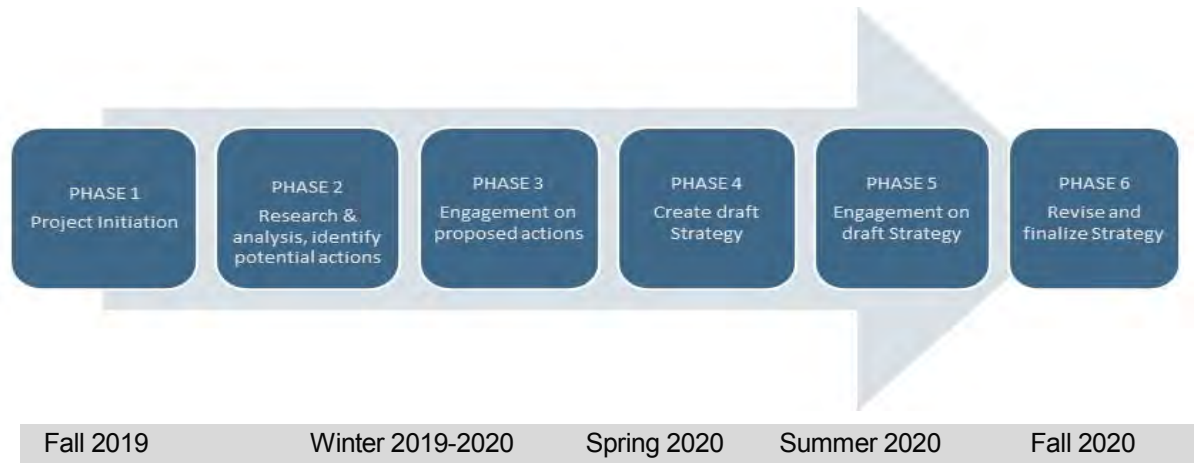 PHASE 1
Project Initiation
PHASE 2
Research &
analysis, identify
potential actions
PHASE 3
Engagement on
proposed actions
PHASE 4
Create draft
Strategy
PHASE 5
Engagement on
draft Strategy
PHASE 6
Revise and
finalize Strategy
Fall 2019 Winter 2019-2020 Spring 2020 Summer 2020 Fall 2020